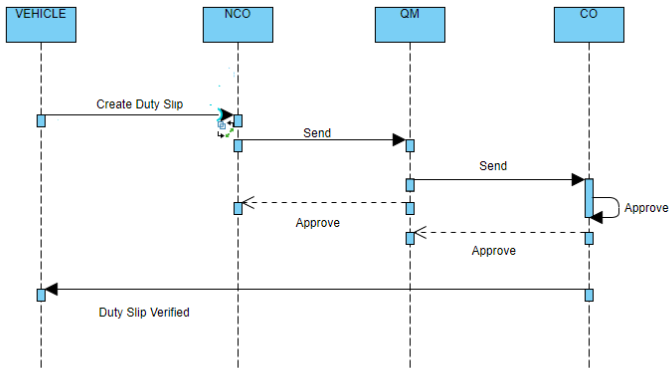 VEHICLE
NCO
QM
CO
Create Duty Slip
Send
Send
Approve
Approve
Approve
Duty Slip Verified